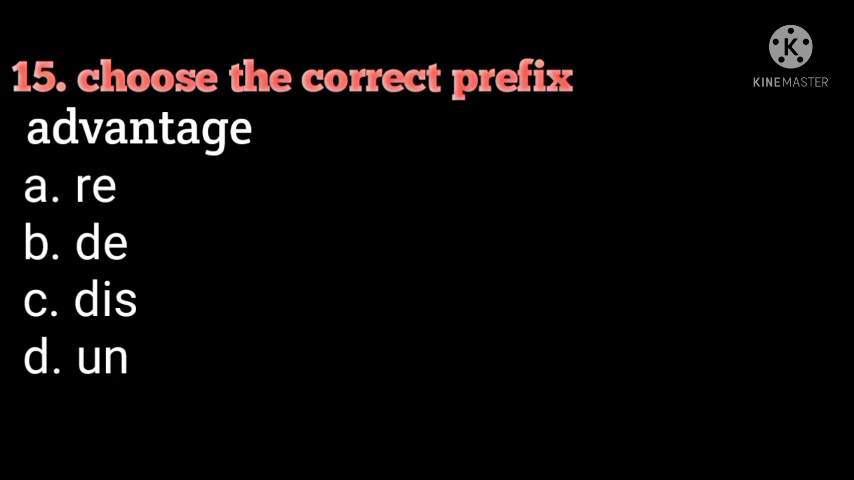 KINEMASTER
15. choose the correct prefix
advantage
a. re
b. de
c. dis
d. un